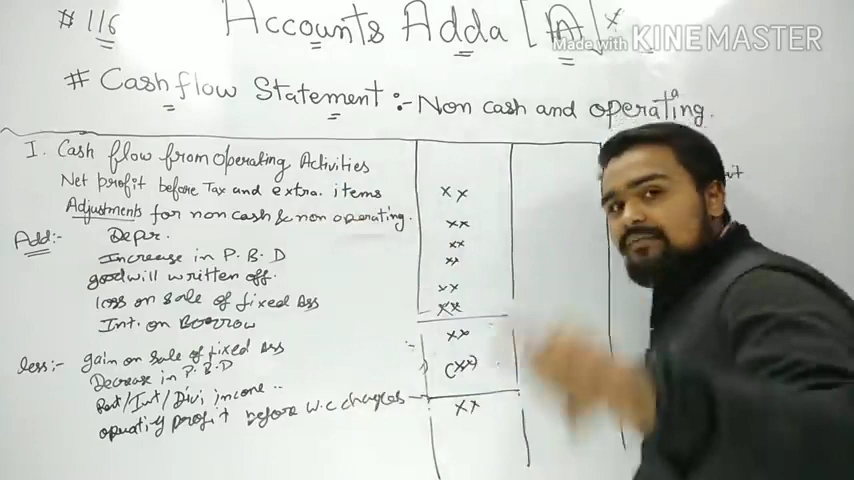 # 116 Accounts Adda [AA] x
Made with KINEMASTER
# Cash flow Statement :- Non cash and operating.
I. Cash flow from operating Activities
Net profit before Tax and extra. items xx
Adjustments for non cash & non operating.
Add:- Depr. xx
Increase in P.B.D xx
goodwill written off. xx
loss on sale of fixed Ass xx
Int. on Borrow xx
xx
less:- gain on sale of fixed Ass
Decrease in P.B.D (xx)
Rent/Int/Divi income ..
operating profit before W.C changes xx